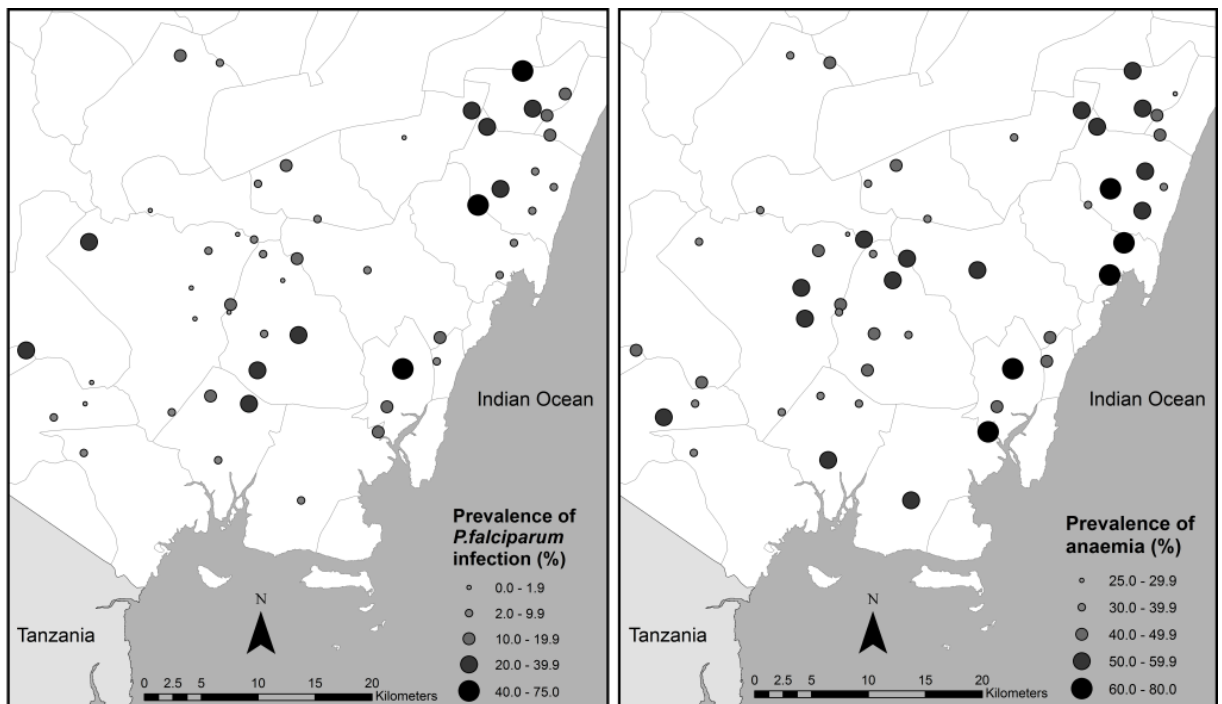 Indian Ocean
Prevalence of
P.falciparum
infection (%)
0.0 - 1.9
2.0 - 9.9
10.0 - 19.9
20.0 - 39.9
40.0 - 75.0
Tanzania
N
0 2.5 5 10 15 20
Kilometers
Indian Ocean
Prevalence of
anaemia (%)
25.0 - 29.9
30.0 - 39.9
40.0 - 49.9
50.0 - 59.9
60.0 - 80.0
Tanzania
N
0 2.5 5 10 15 20
Kilometers